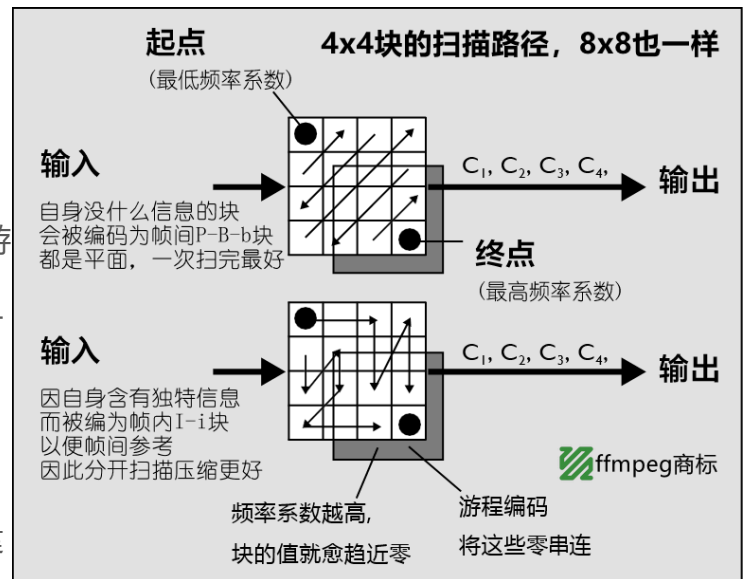 起点
4x4块的扫描路径，8x8也一样
(最低频率系数)
输入
C₁, C₂, C₃, C₄,
输出
自身没什么信息的块
会被编码为帧间P-B-b块
都是平面，一次扫完最好
终点
(最高频率系数)
输入
C₁, C₂, C₃, C₄,
输出
因自身含有独特信息
而被编为帧内I-i块
以便帧间参考
因此分开扫描压缩更好
ffmpeg商标
频率系数越高,
块的值就愈趋近零
游程编码
将这些零串连